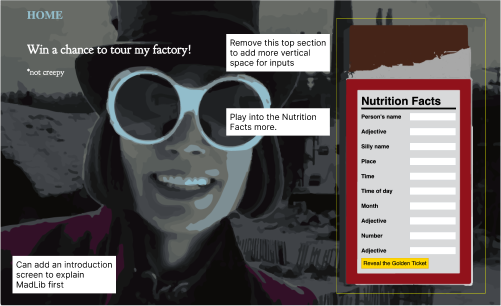 HOME
Win a chance to tour my factory!
*not creepy
Remove this top section
to add more vertical
space for inputs
Play into the Nutrition
Facts more.
Can add an introduction
screen to explain
MadLib first
Nutrition Facts
Person's name
Adjective
Silly name
Place
Time
Time of day
Month
Adjective
Number
Adjective
Reveal the Golden Ticket